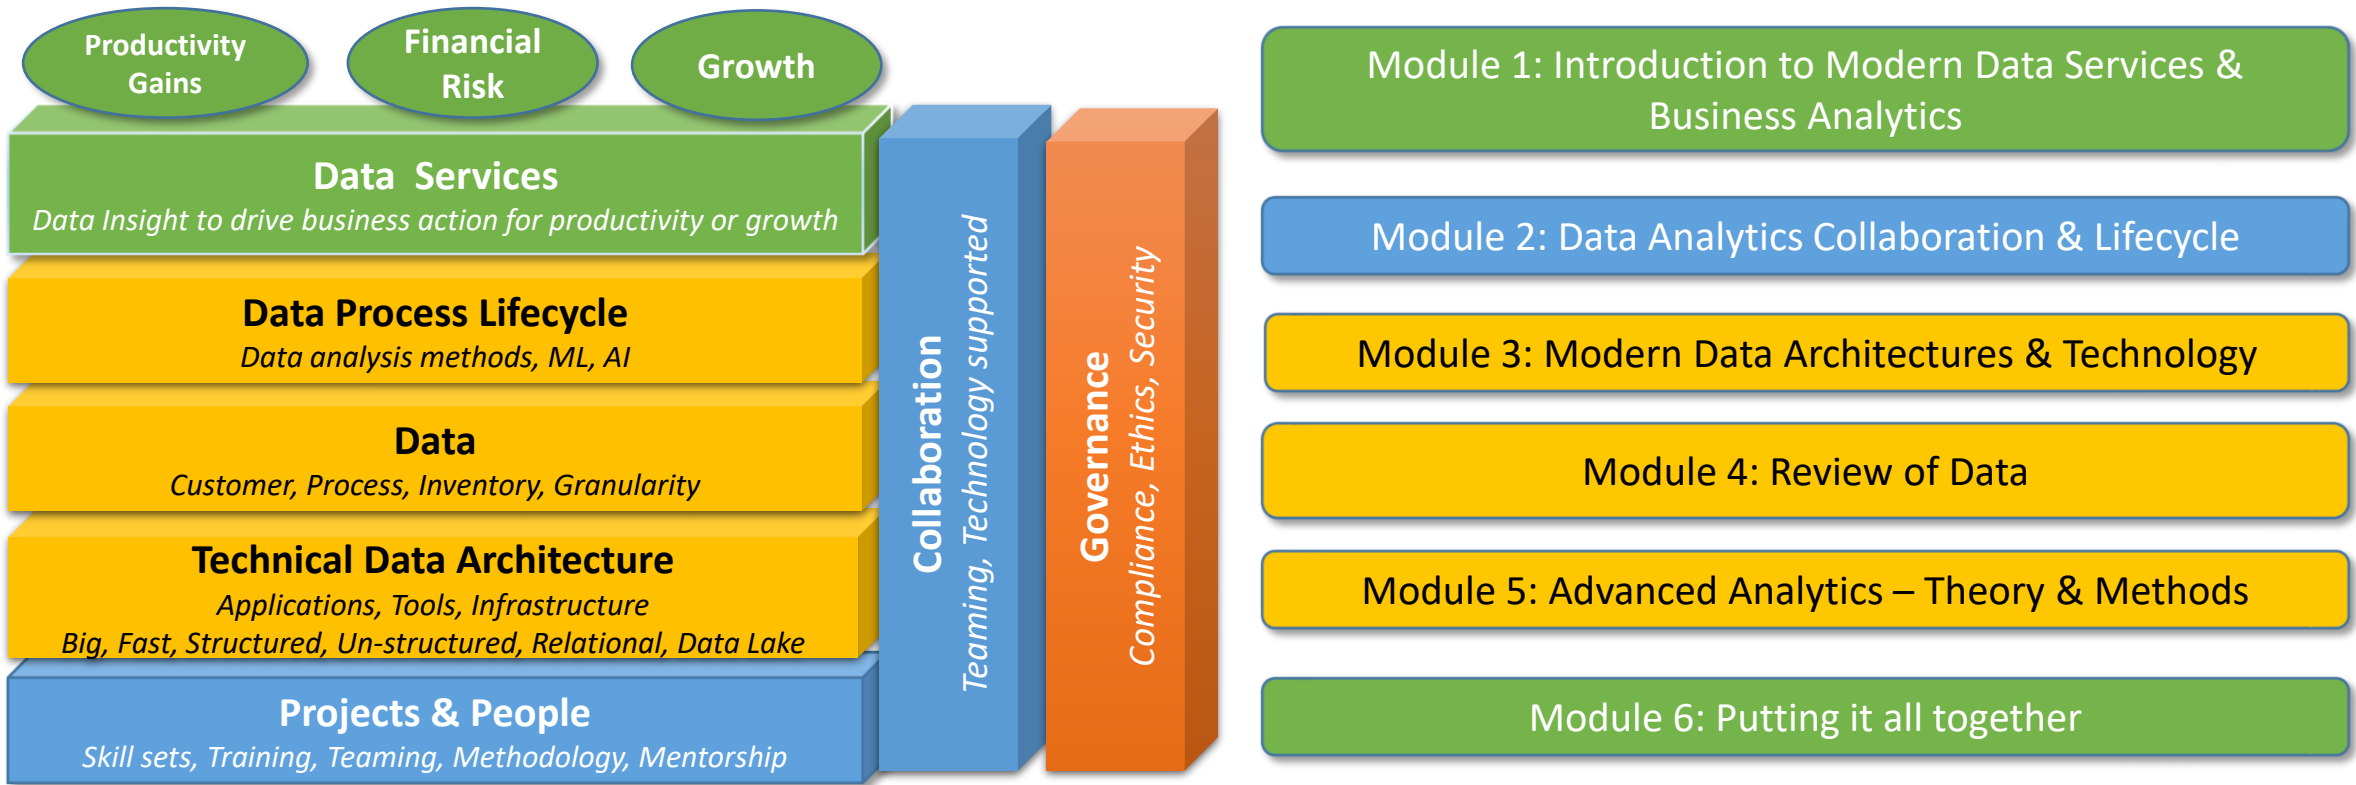 Productivity
Gains
Financial
Risk
Growth
Data Services
Data Insight to drive business action for productivity or growth
Data Process Lifecycle
Data analysis methods, ML, AI
Data
Customer, Process, Inventory, Granularity
Technical Data Architecture
Applications, Tools, Infrastructure
Big, Fast, Structured, Un-structured, Relational, Data Lake
Projects & People
Skill sets, Training, Teaming, Methodology, Mentorship
Collaboration
Teaming, Technology supported
Governance
Compliance, Ethics, Security
Module 1: Introduction to Modern Data Services &
Business Analytics
Module 2: Data Analytics Collaboration & Lifecycle
Module 3: Modern Data Architectures & Technology
Module 4: Review of Data
Module 5: Advanced Analytics – Theory & Methods
Module 6: Putting it all together